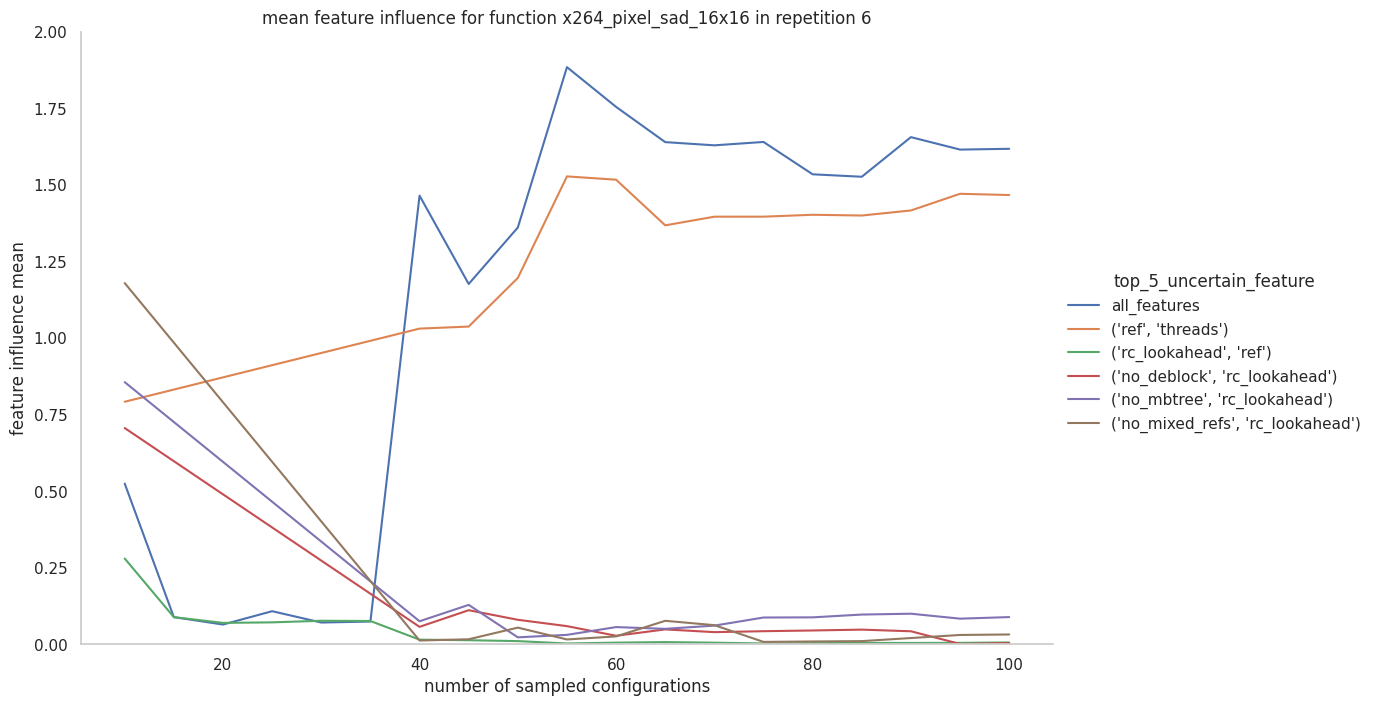 mean feature influence for function x264_pixel_sad_16x16 in repetition 6
2.00
1.75
1.50
1.25
1.00
0.75
0.50
0.25
0.00
feature influence mean
20
40
60
80
100
number of sampled configurations
top_5_uncertain_feature
all_features
('ref', 'threads')
('rc_lookahead', 'ref')
('no_deblock', 'rc_lookahead')
('no_mbtree', 'rc_lookahead')
('no_mixed_refs', 'rc_lookahead')